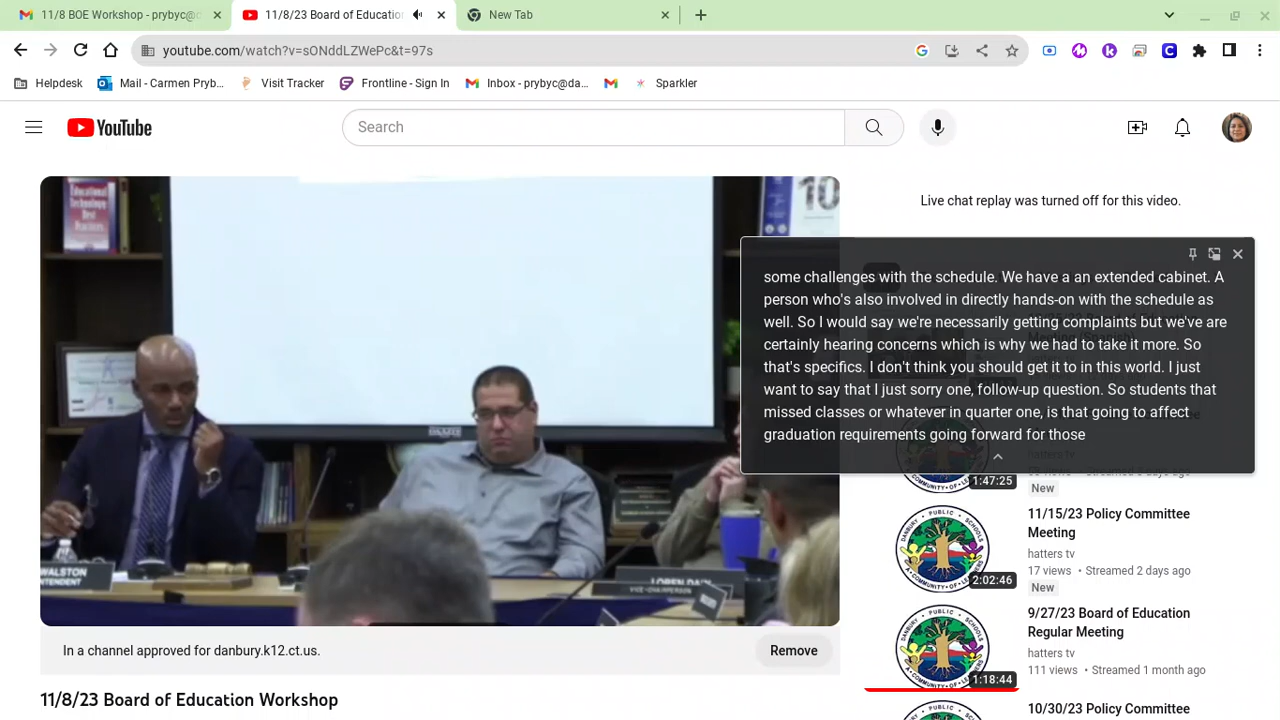 11/8 BOE Workshop - prybyc@d
11/8/23 Board of Education
New Tab
youtube.com/watch?v=sONddLZWePc&t=97s
Helpdesk
Mail - Carmen Pryb...
Visit Tracker
Frontline - Sign In
Inbox - prybyc@da...
Sparkler
YouTube
Search
Educational
Technology
Best
Practices
10
WALSTON
INTENDENT
VICE-CHAIRPERSON
Live chat replay was turned off for this video.
some challenges with the schedule. We have a an extended cabinet. A
person who's also involved in directly hands-on with the schedule as
well. So I would say we're necessarily getting complaints but we've are
certainly hearing concerns which is why we had to take it more. So
that's specifics. I don't think you should get it to in this world. I just
want to say that I just sorry one, follow-up question. So students that
missed classes or whatever in quarter one, is that going to affect
graduation requirements going forward for those
1:47:25
New
11/15/23 Policy Committee
Meeting
hatters tv
17 views • Streamed 2 days ago
2:02:46
New
9/27/23 Board of Education
Regular Meeting
hatters tv
111 views • Streamed 1 month ago
1:18:44
10/30/23 Policy Committee
In a channel approved for danbury.k12.ct.us.
Remove
11/8/23 Board of Education Workshop